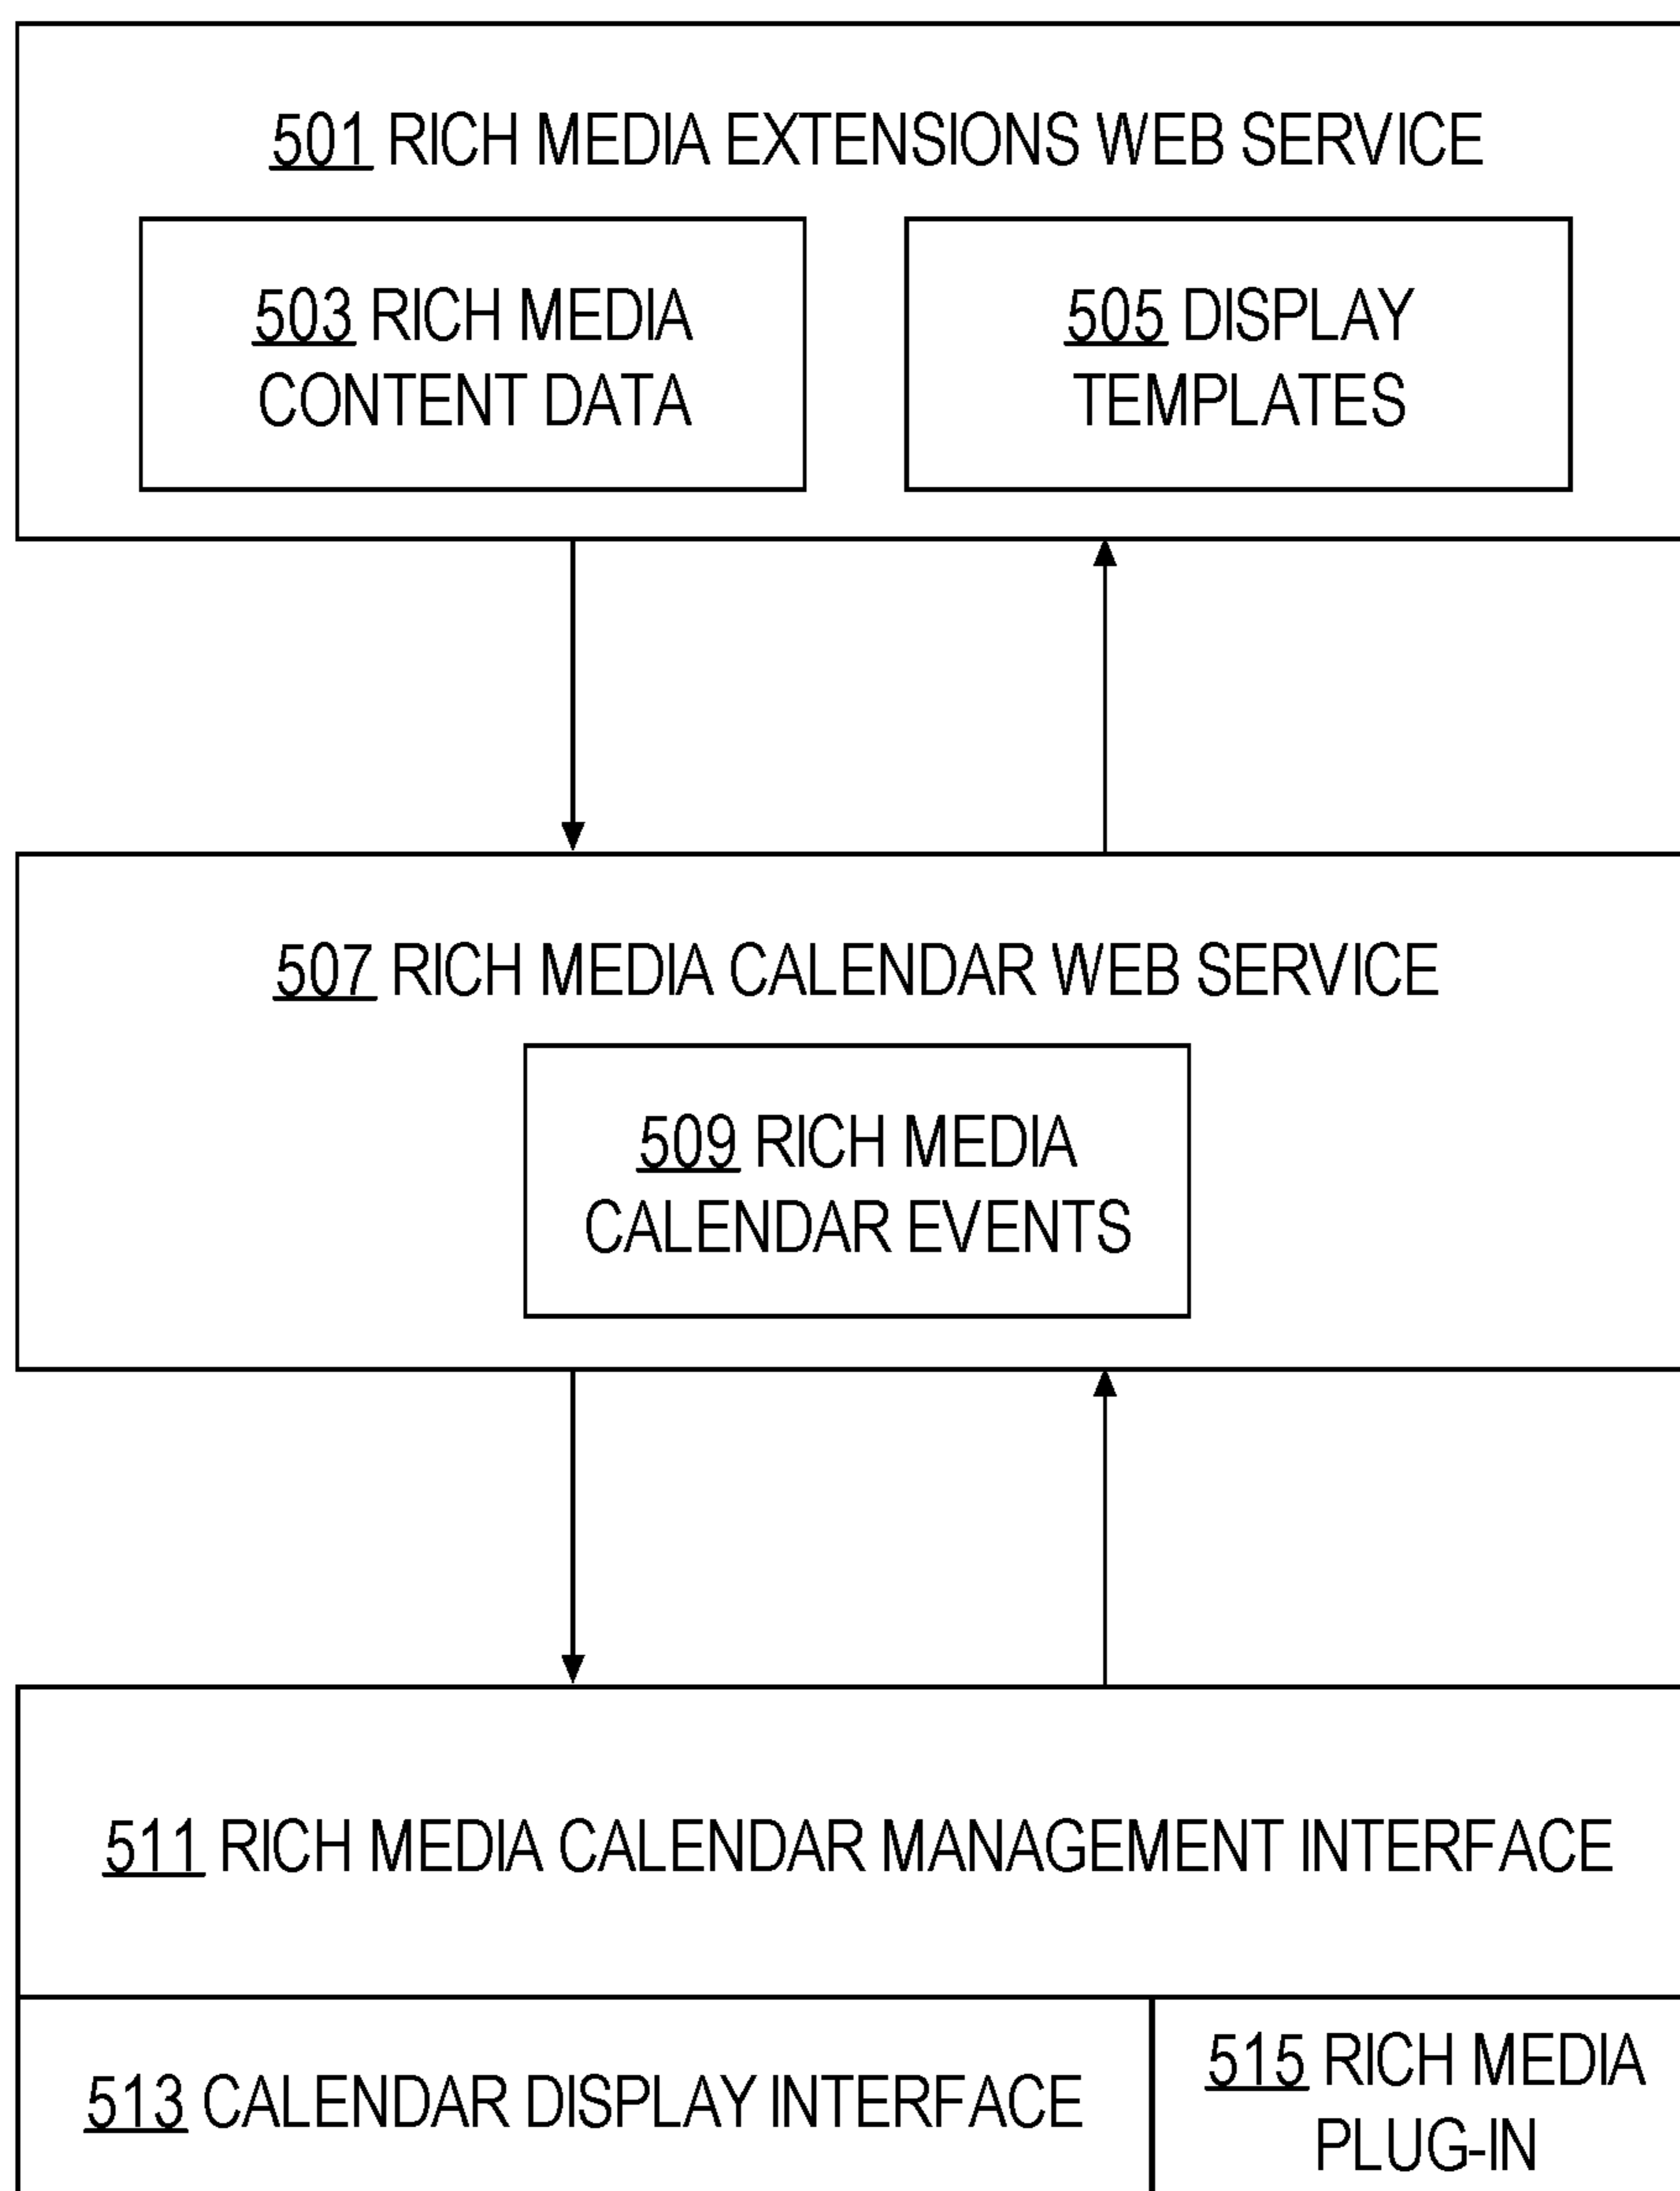 501 RICH MEDIA EXTENSIONS WEB SERVICE
503 RICH MEDIA
CONTENT DATA
505 DISPLAY
TEMPLATES
507 RICH MEDIA CALENDAR WEB SERVICE
509 RICH MEDIA
CALENDAR EVENTS
511 RICH MEDIA CALENDAR MANAGEMENT INTERFACE
513 CALENDAR DISPLAY INTERFACE
515 RICH MEDIA
PLUG-IN